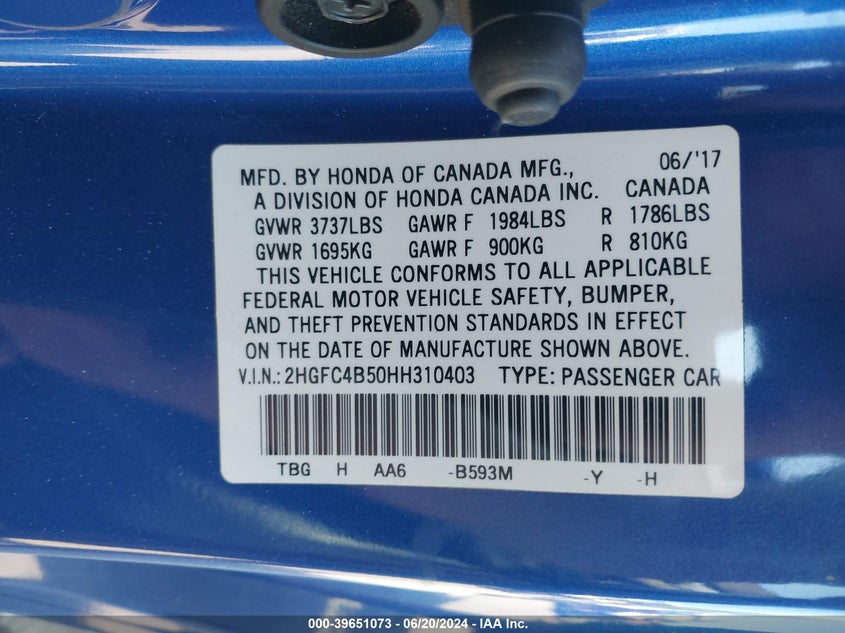 MFD. BY HONDA OF CANADA MFG., 06/'17
A DIVISION OF HONDA CANADA INC. CANADA
GVWR 3737LBS GAWR F 1984LBS R 1786LBS
GVWR 1695KG GAWR F 900KG R 810KG
THIS VEHICLE CONFORMS TO ALL APPLICABLE
FEDERAL MOTOR VEHICLE SAFETY, BUMPER,
AND THEFT PREVENTION STANDARDS IN EFFECT
ON THE DATE OF MANUFACTURE SHOWN ABOVE.
V.I.N.: 2HGFC4B50HH310403 TYPE: PASSENGER CAR
TBG H AA6 -B593M -Y -H
000-39651073 - 06/20/2024 - IAA Inc.